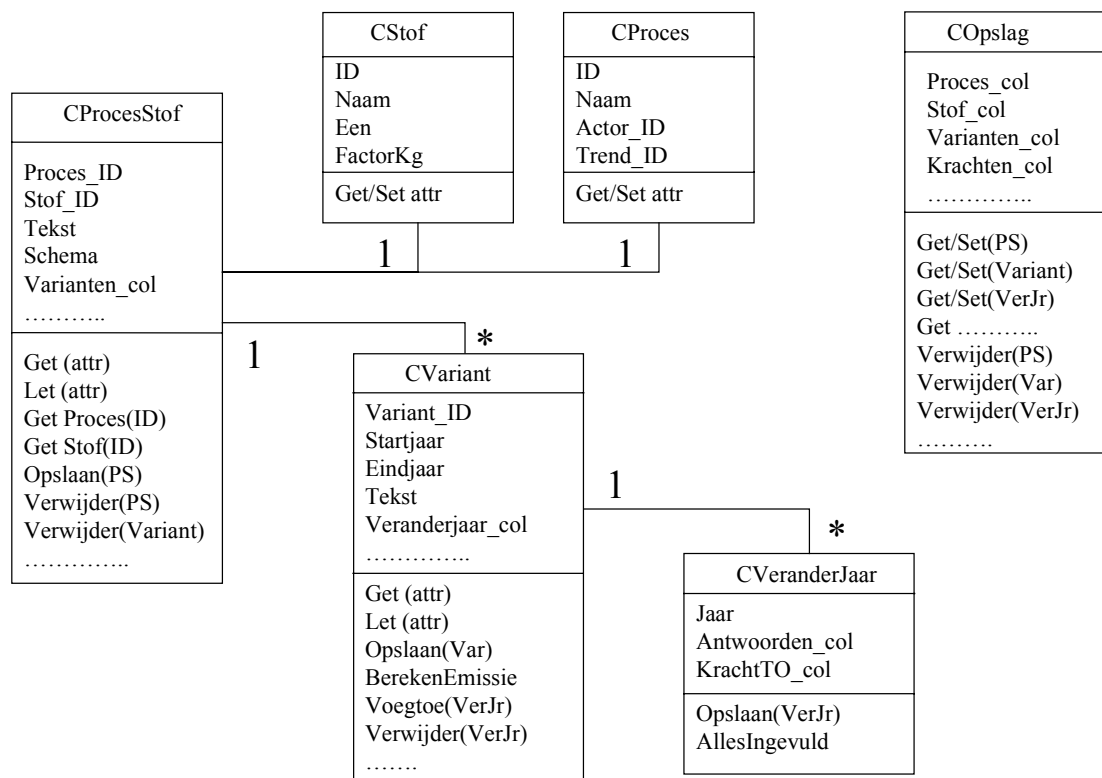 CStof
ID
Naam
Een
FactorKg
Get/Set attr
CProces
ID
Naam
Actor_ID
Trend_ID
Get/Set attr
COpslag
Proces_col
Stof_col
Varianten_col
Krachten_col
…………..
Get/Set(PS)
Get/Set(Variant)
Get/Set(VerJr)
Get ………..
Verwijder(PS)
Verwijder(Var)
Verwijder(VerJr)
……….
CProcesStof
Proces_ID
Stof_ID
Tekst
Schema
Varianten_col
………..
Get (attr)
Let (attr)
Get Proces(ID)
Get Stof(ID)
Opslaan(PS)
Verwijder(PS)
Verwijder(Variant)
…………..
1
1
1
*
CVariant
Variant_ID
Startjaar
Eindjaar
Tekst
Veranderjaar_col
…………..
Get (attr)
Let (attr)
Opslaan(Var)
BerekenEmissie
Voegtoe(VerJr)
Verwijder(VerJr)
…….
1
*
CVeranderJaar
Jaar
Antwoorden_col
KrachtTO_col
Opslaan(VerJr)
AllesIngevuld